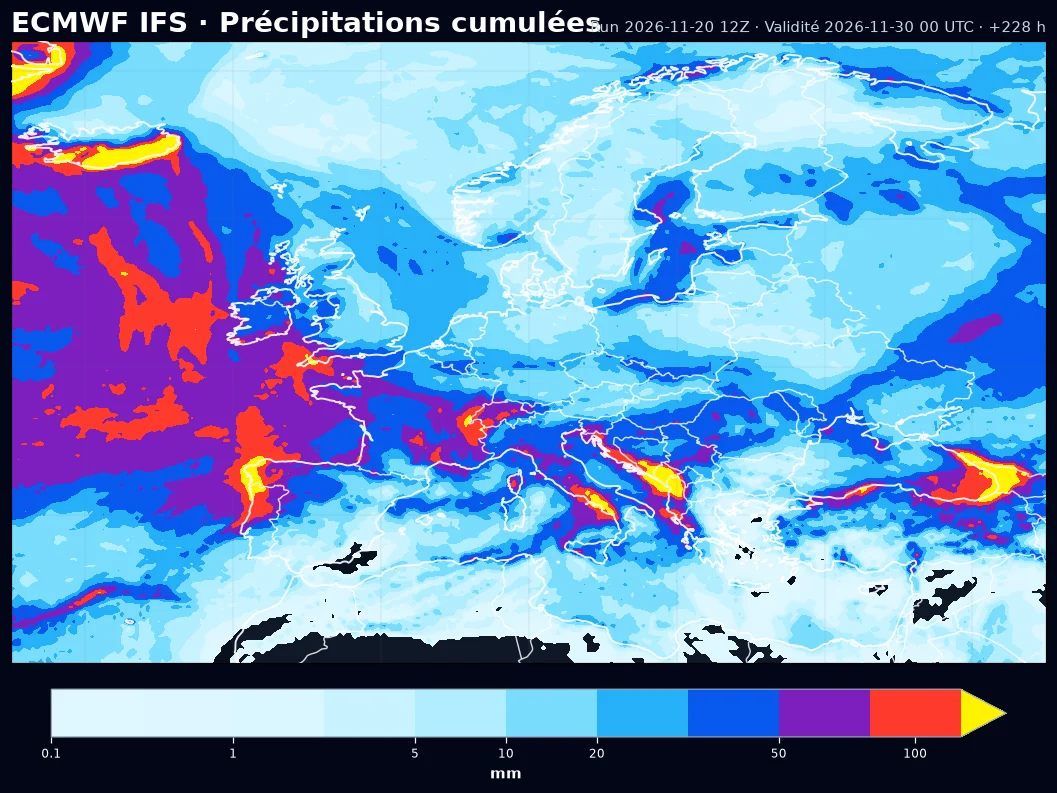 ECMWF IFS · Précipitations cumulées
Run 2026-11-20 12Z · Validité 2026-11-30 00 UTC · +228 h
0.1 1 5 10 20 50 100
mm